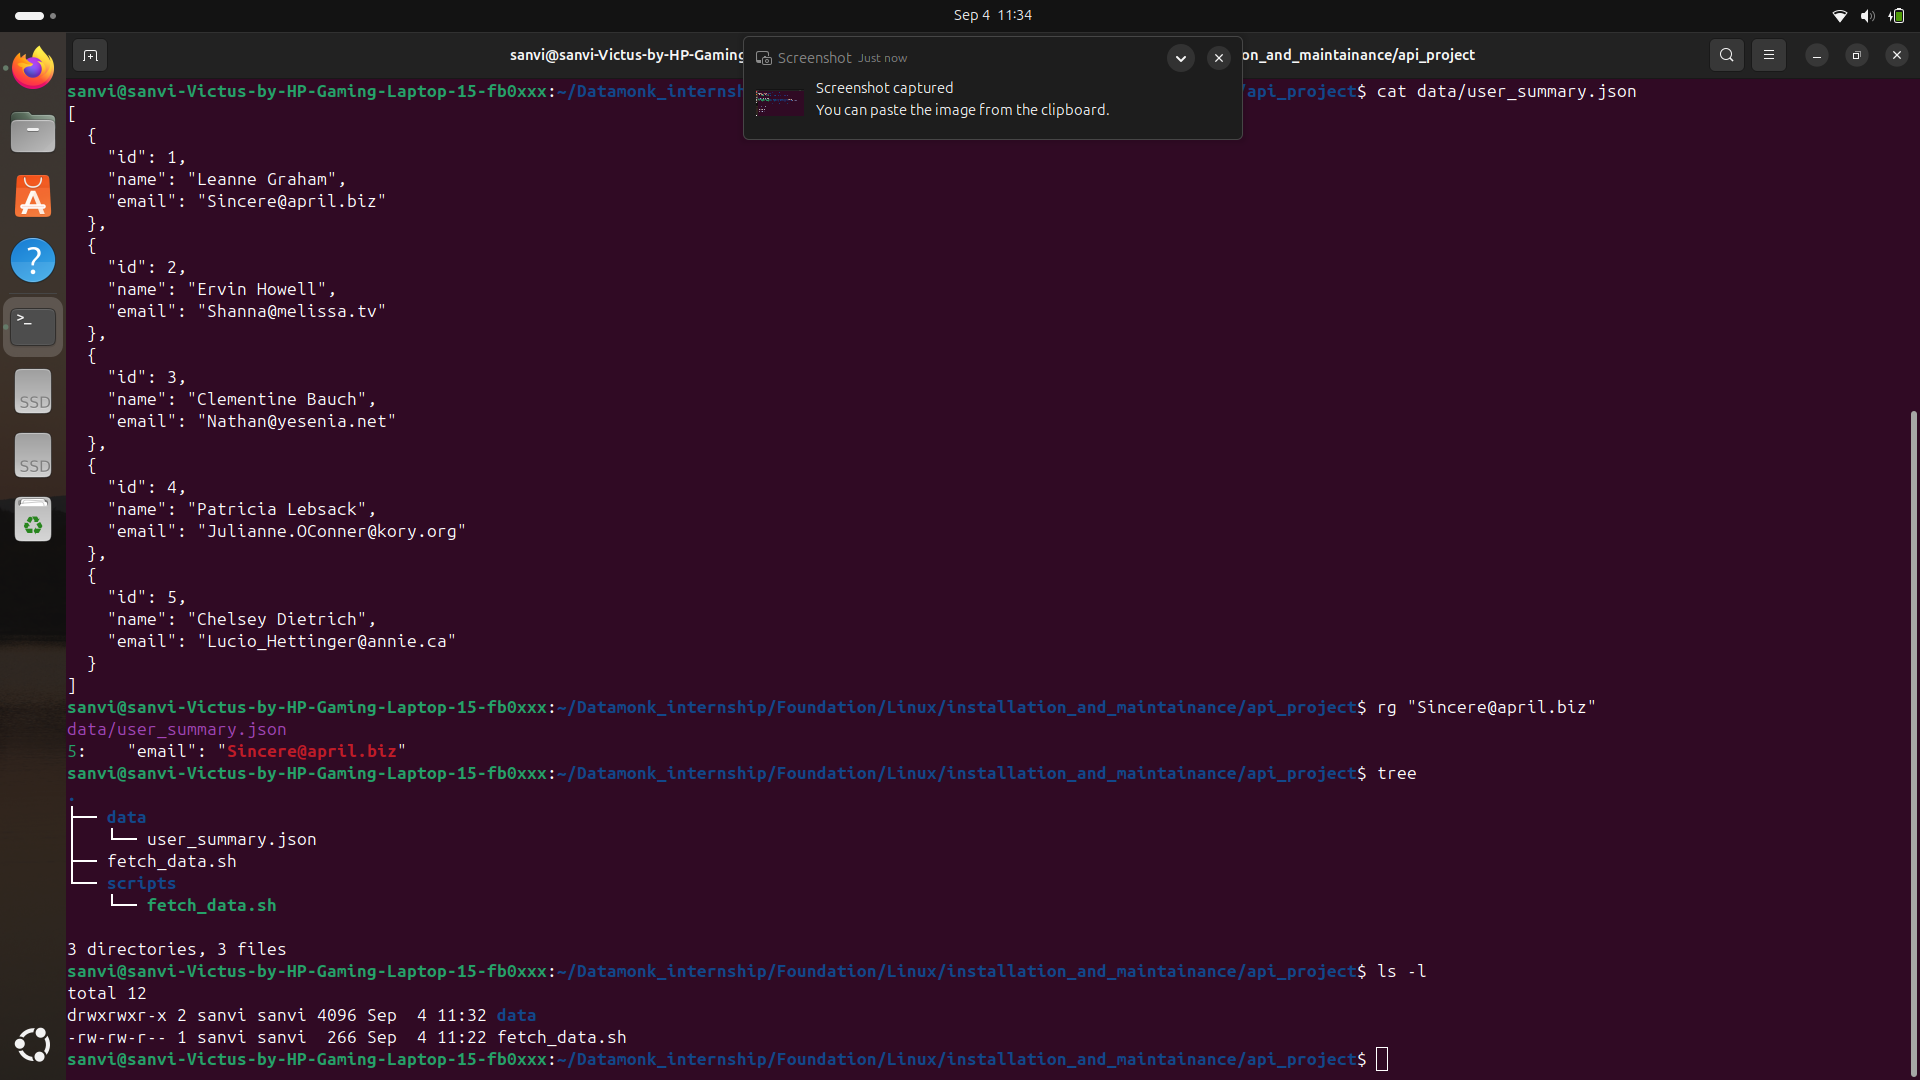 Sep 4 11:34
sanvi@sanvi-Victus-by-HP-Gaming
on_and_maintainance/api_project
Screenshot Just now
Screenshot captured
You can paste the image from the clipboard.
sanvi@sanvi-Victus-by-HP-Gaming-Laptop-15-fb0xxx:~/Datamonk_internsh
api_project$ cat data/user_summary.json
[
{
"id": 1,
"name": "Leanne Graham",
"email": "Sincere@april.biz"
},
{
"id": 2,
"name": "Ervin Howell",
"email": "Shanna@melissa.tv"
},
{
"id": 3,
"name": "Clementine Bauch",
"email": "Nathan@yesenia.net"
},
{
"id": 4,
"name": "Patricia Lebsack",
"email": "Julianne.OConner@kory.org"
},
{
"id": 5,
"name": "Chelsey Dietrich",
"email": "Lucio_Hettinger@annie.ca"
}
]
sanvi@sanvi-Victus-by-HP-Gaming-Laptop-15-fb0xxx:~/Datamonk_internship/Foundation/Linux/installation_and_maintainance/api_project$ rg "Sincere@april.biz"
data/user_summary.json
5:    "email": "Sincere@april.biz"
sanvi@sanvi-Victus-by-HP-Gaming-Laptop-15-fb0xxx:~/Datamonk_internship/Foundation/Linux/installation_and_maintainance/api_project$ tree
.
├── data
│   └── user_summary.json
├── fetch_data.sh
└── scripts
    └── fetch_data.sh
3 directories, 3 files
sanvi@sanvi-Victus-by-HP-Gaming-Laptop-15-fb0xxx:~/Datamonk_internship/Foundation/Linux/installation_and_maintainance/api_project$ ls -l
total 12
drwxrwxr-x 2 sanvi sanvi 4096 Sep  4 11:32 data
-rw-rw-r-- 1 sanvi sanvi  266 Sep  4 11:22 fetch_data.sh
sanvi@sanvi-Victus-by-HP-Gaming-Laptop-15-fb0xxx:~/Datamonk_internship/Foundation/Linux/installation_and_maintainance/api_project$
SSD
SSD